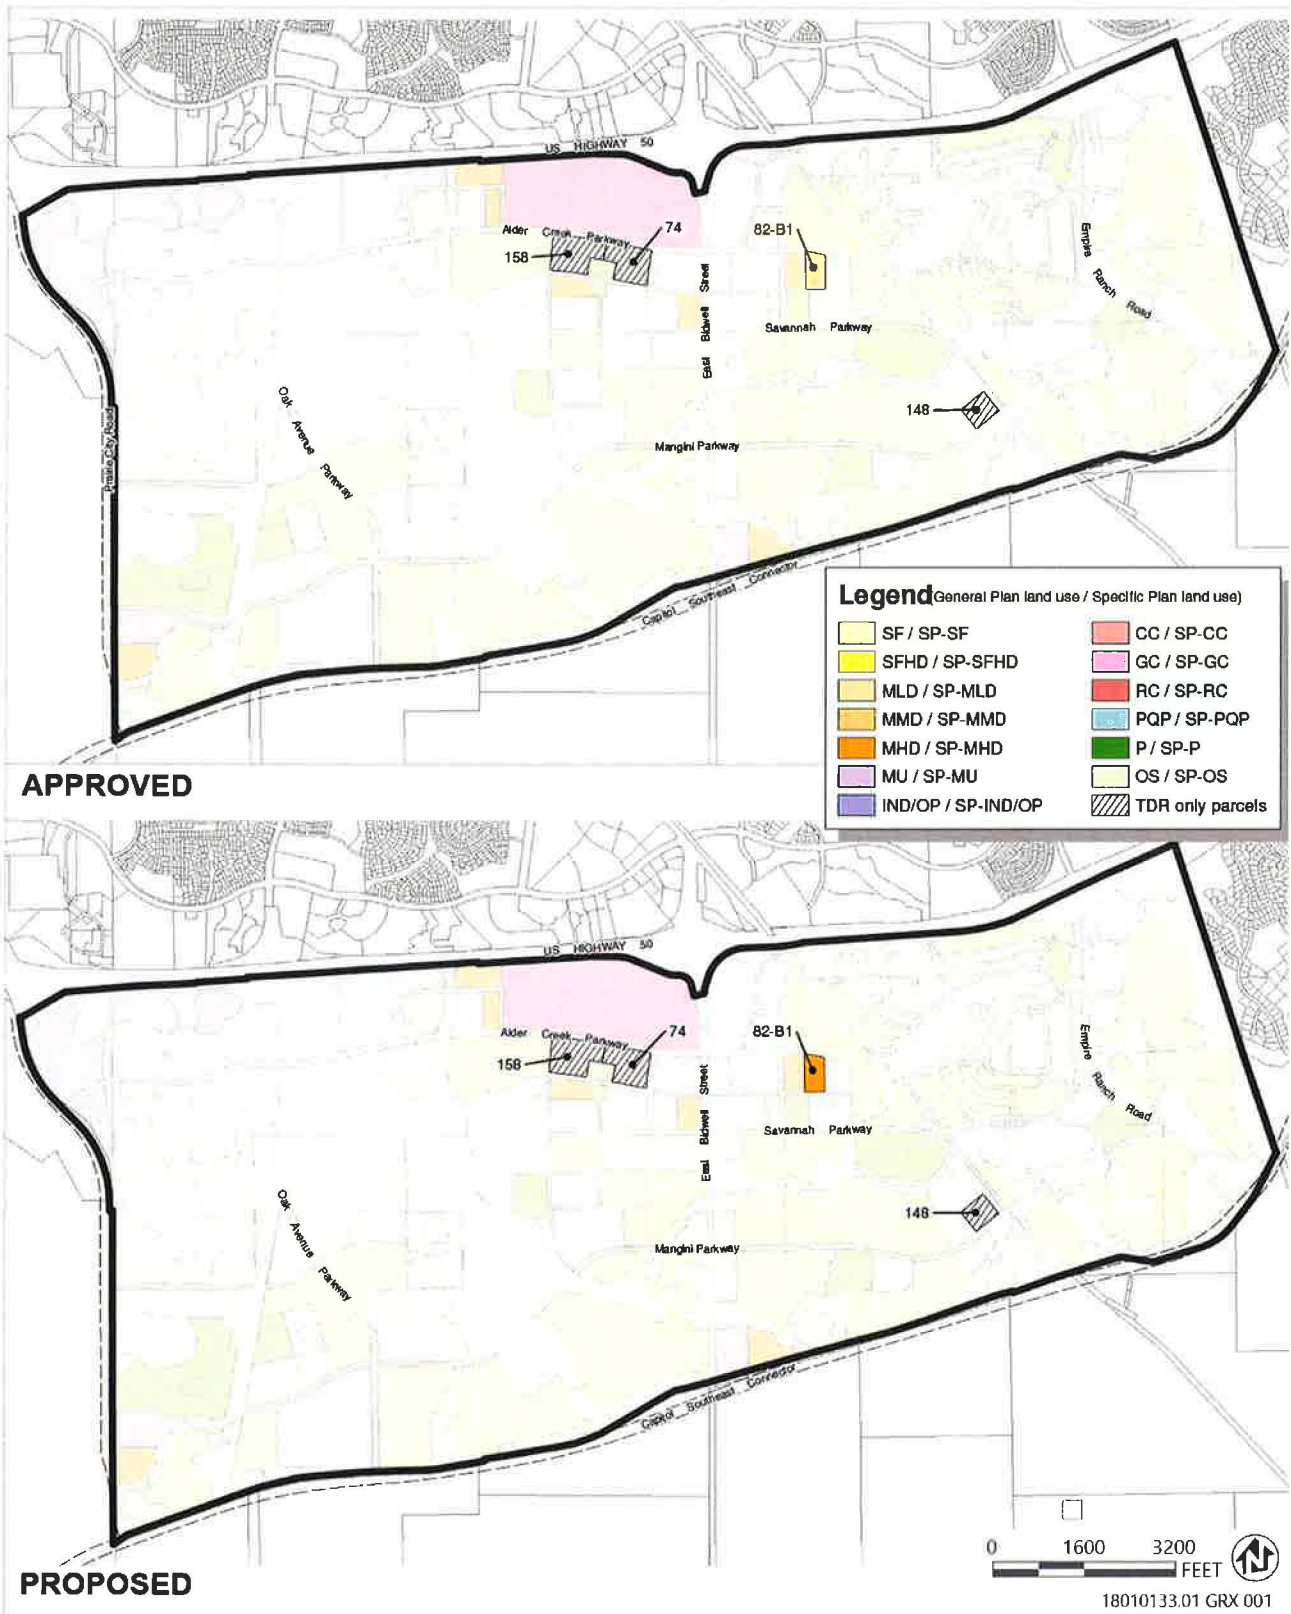 US HIGHWAY 50
Alder Creek Parkway
74
158
82-B1
East Bidwell Street
Savannah Parkway
Empire Ranch Road
148
Oak Avenue Parkway
Prairie City Road
Mangini Parkway
Capitol Southeast Connector
APPROVED
Legend (General Plan land use / Specific Plan land use)
SF / SP-SF
SFHD / SP-SFHD
MLD / SP-MLD
MMD / SP-MMD
MHD / SP-MHD
MU / SP-MU
IND/OP / SP-IND/OP
CC / SP-CC
GC / SP-GC
RC / SP-RC
PQP / SP-PQP
P / SP-P
OS / SP-OS
TDR only parcels
US HIGHWAY 50
Alder Creek Parkway
74
158
82-B1
East Bidwell Street
Savannah Parkway
Empire Ranch Road
148
Oak Avenue Parkway
Mangini Parkway
Capitol Southeast Connector
PROPOSED
0 1600 3200
FEET
N
18010133.01 GRX 001